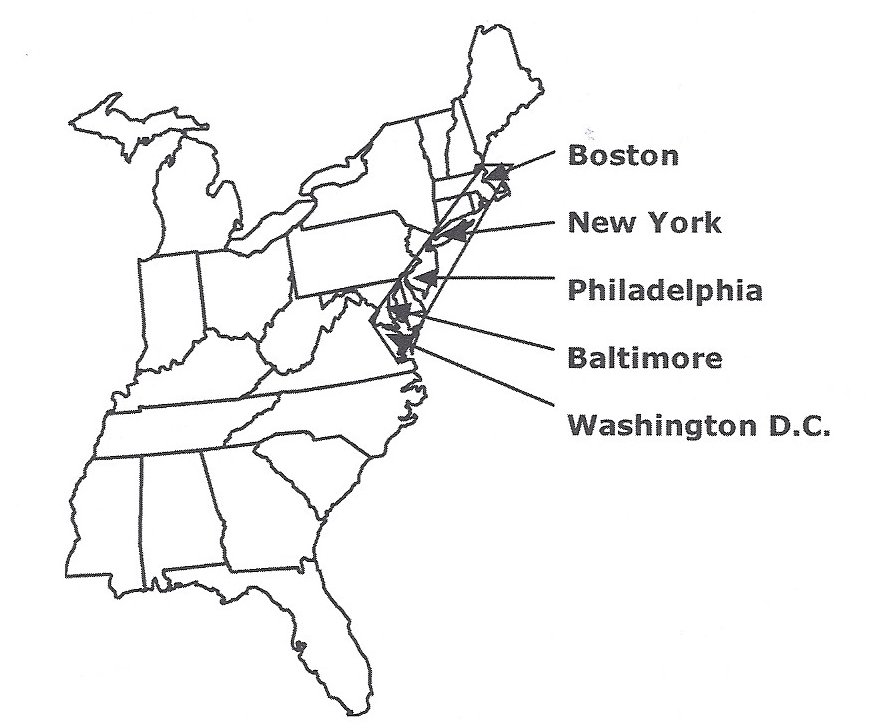 Boston
New York
Philadelphia
Baltimore
Washington D.C.